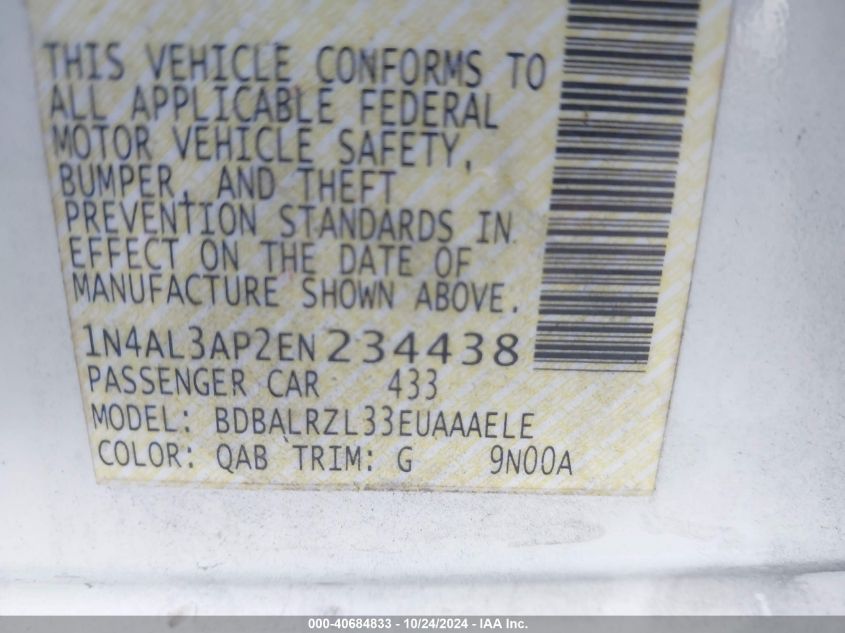 THIS VEHICLE CONFORMS TO
ALL APPLICABLE FEDERAL
MOTOR VEHICLE SAFETY,
BUMPER, AND THEFT
PREVENTION STANDARDS IN
EFFECT ON THE DATE OF
MANUFACTURE SHOWN ABOVE.
1N4AL3AP2EN234438
PASSENGER CAR 433
MODEL: BDBALRZL33EUAAAELE
COLOR: QAB TRIM: G 9N00A
000-40684833 - 10/24/2024 - IAA Inc.